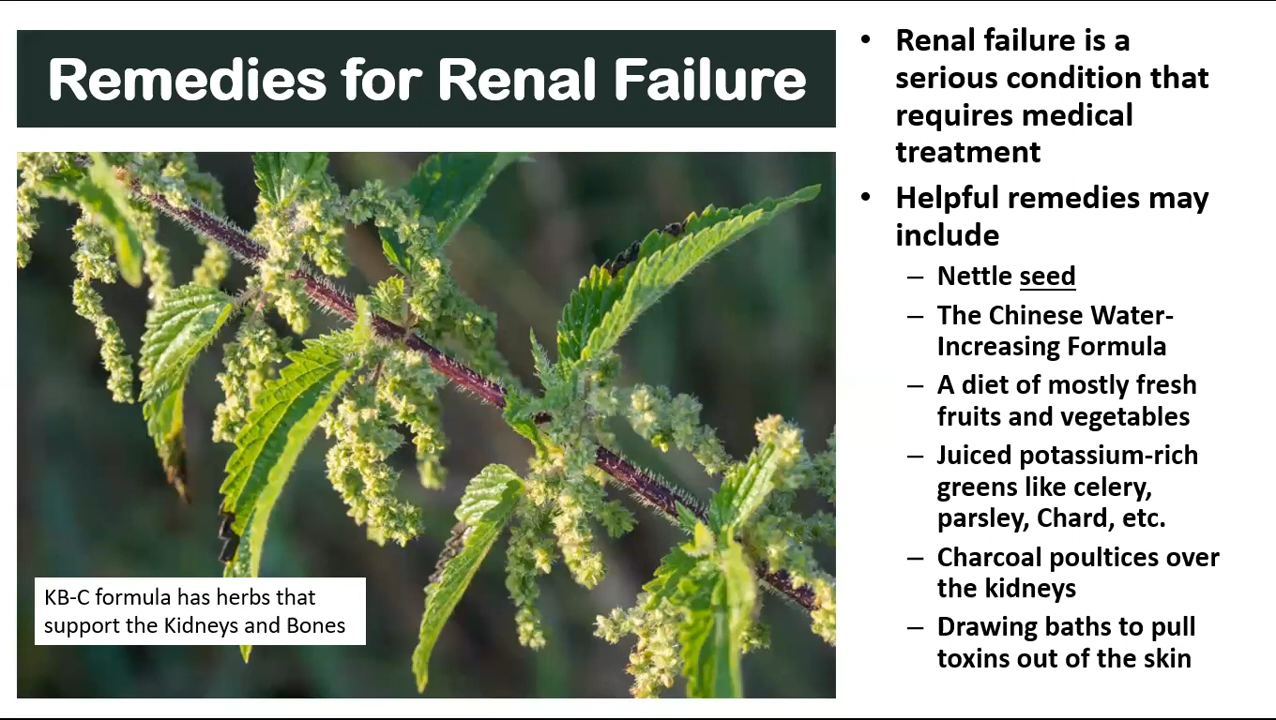 Remedies for Renal Failure
KB-C formula has herbs that
support the Kidneys and Bones
• Renal failure is a
serious condition that
requires medical
treatment
• Helpful remedies may
include
– Nettle seed
– The Chinese Water-
Increasing Formula
– A diet of mostly fresh
fruits and vegetables
– Juiced potassium-rich
greens like celery,
parsley, Chard, etc.
– Charcoal poultices over
the kidneys
– Drawing baths to pull
toxins out of the skin